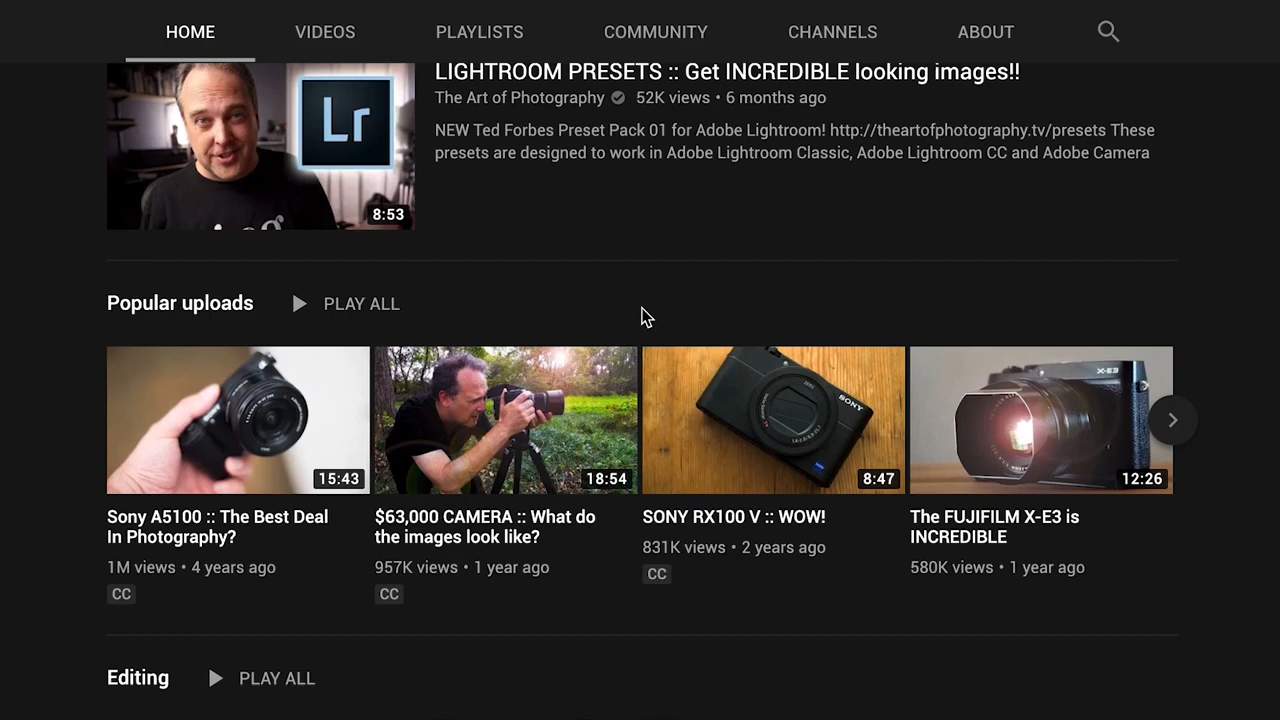 HOME VIDEOS PLAYLISTS COMMUNITY CHANNELS ABOUT
LIGHTROOM PRESETS :: Get INCREDIBLE looking images!!
The Art of Photography 52K views • 6 months ago
NEW Ted Forbes Preset Pack 01 for Adobe Lightroom! http://theartofphotography.tv/presets These
presets are designed to work in Adobe Lightroom Classic, Adobe Lightroom CC and Adobe Camera
Lr
8:53
Popular uploads PLAY ALL
SONY
X-E3
15:43 18:54 8:47 12:26
Sony A5100 :: The Best Deal
In Photography?
1M views • 4 years ago
CC
$63,000 CAMERA :: What do
the images look like?
957K views • 1 year ago
CC
SONY RX100 V :: WOW!
831K views • 2 years ago
CC
The FUJIFILM X-E3 is
INCREDIBLE
580K views • 1 year ago
Editing PLAY ALL